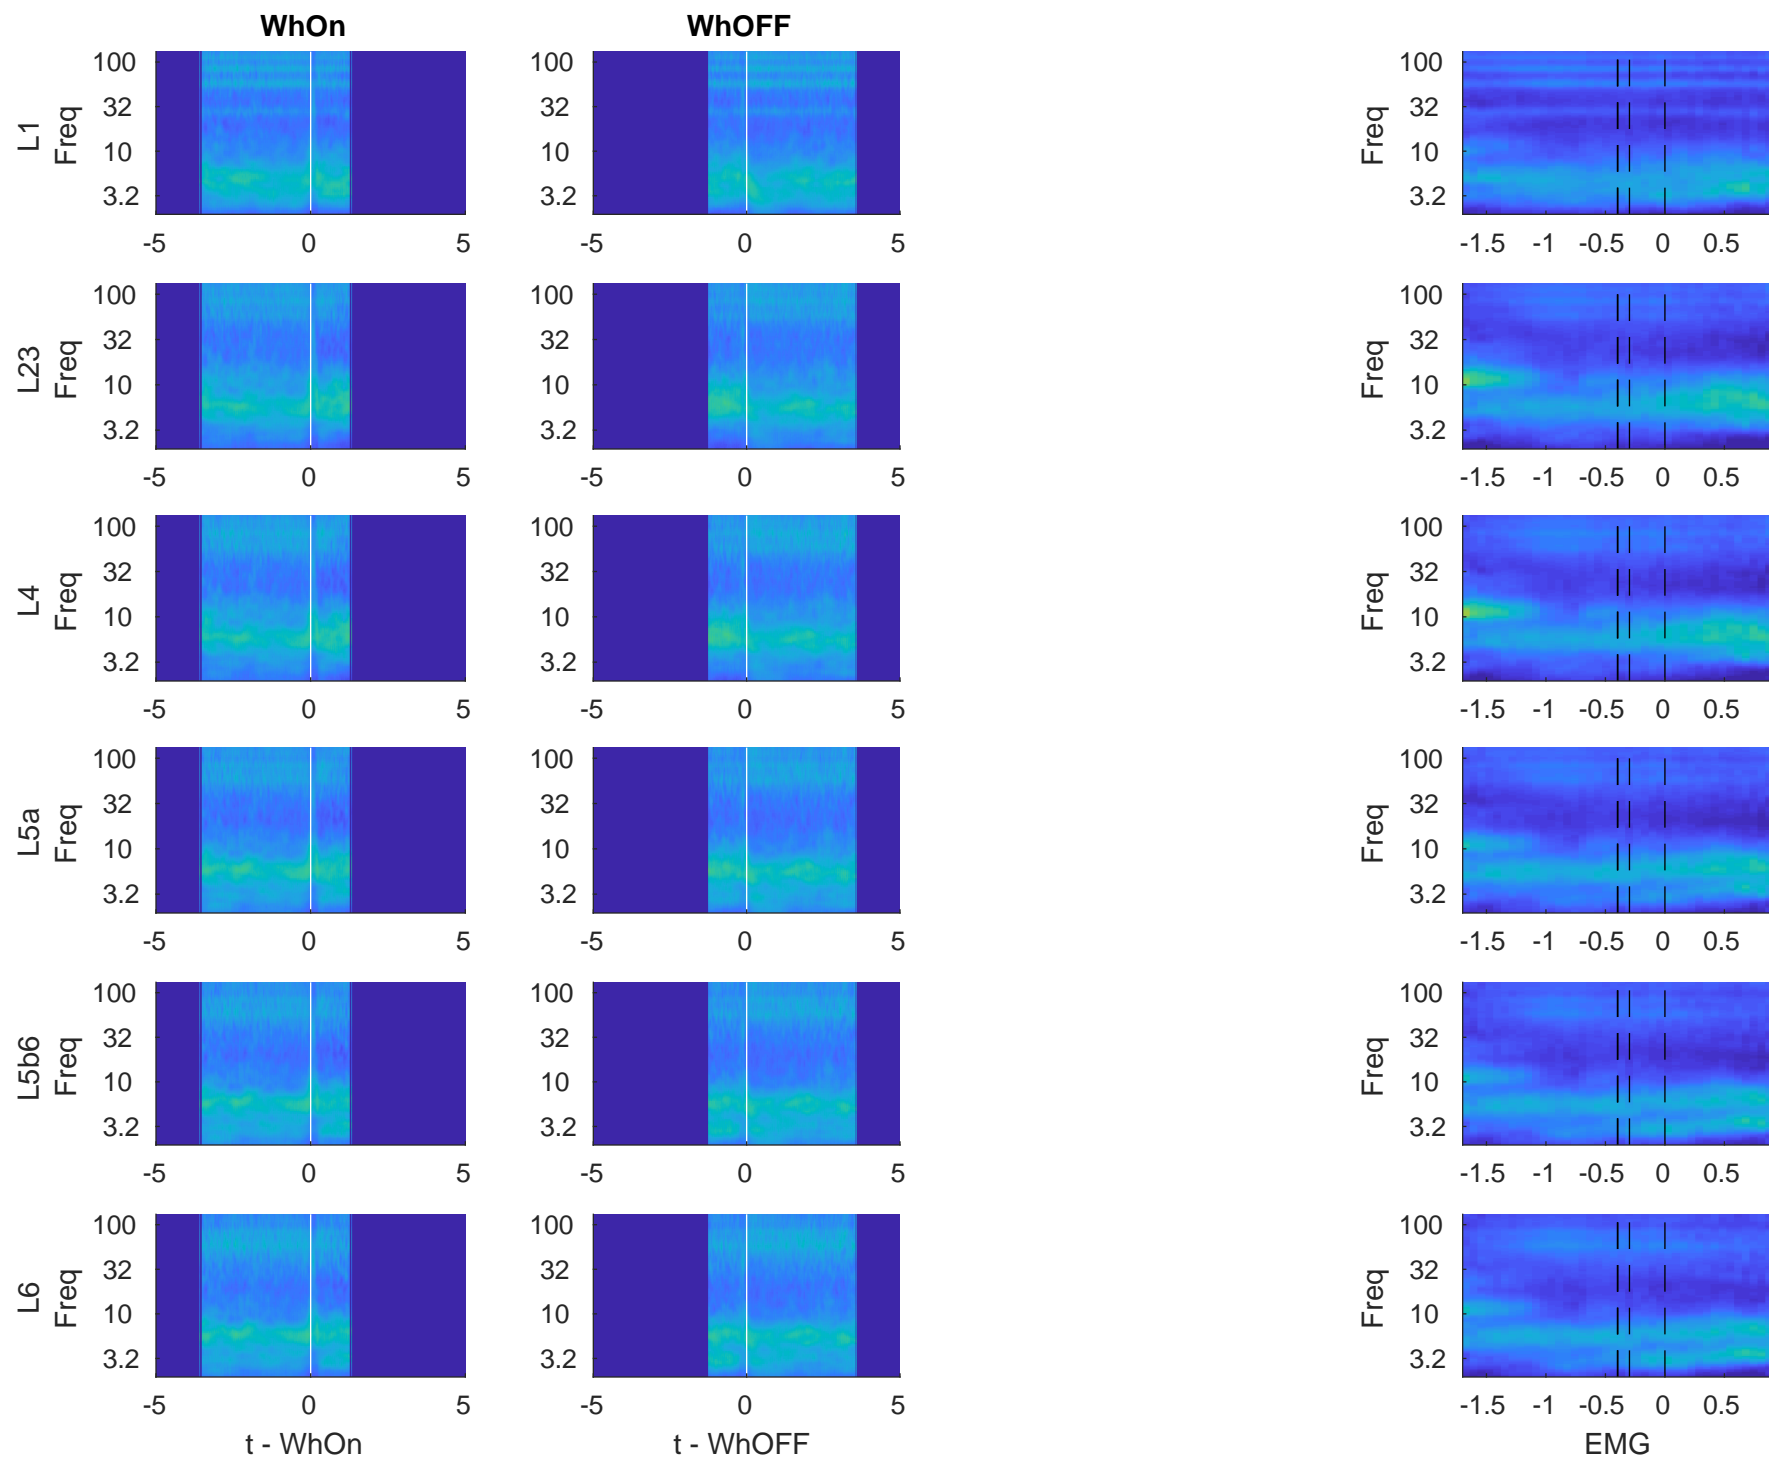 WhOn WhOFF
L1 Freq 100 32 10 3.2 100 32 10 3.2 Freq 100 32 10 3.2
-5 0 5 -5 0 5 -1.5 -1 -0.5 0 0.5
L23 Freq 100 32 10 3.2 100 32 10 3.2 Freq 100 32 10 3.2
-5 0 5 -5 0 5 -1.5 -1 -0.5 0 0.5
L4 Freq 100 32 10 3.2 100 32 10 3.2 Freq 100 32 10 3.2
-5 0 5 -5 0 5 -1.5 -1 -0.5 0 0.5
L5a Freq 100 32 10 3.2 100 32 10 3.2 Freq 100 32 10 3.2
-5 0 5 -5 0 5 -1.5 -1 -0.5 0 0.5
L5b6 Freq 100 32 10 3.2 100 32 10 3.2 Freq 100 32 10 3.2
-5 0 5 -5 0 5 -1.5 -1 -0.5 0 0.5
L6 Freq 100 32 10 3.2 100 32 10 3.2 Freq 100 32 10 3.2
-5 0 5 -5 0 5 -1.5 -1 -0.5 0 0.5
t - WhOn t - WhOFF EMG